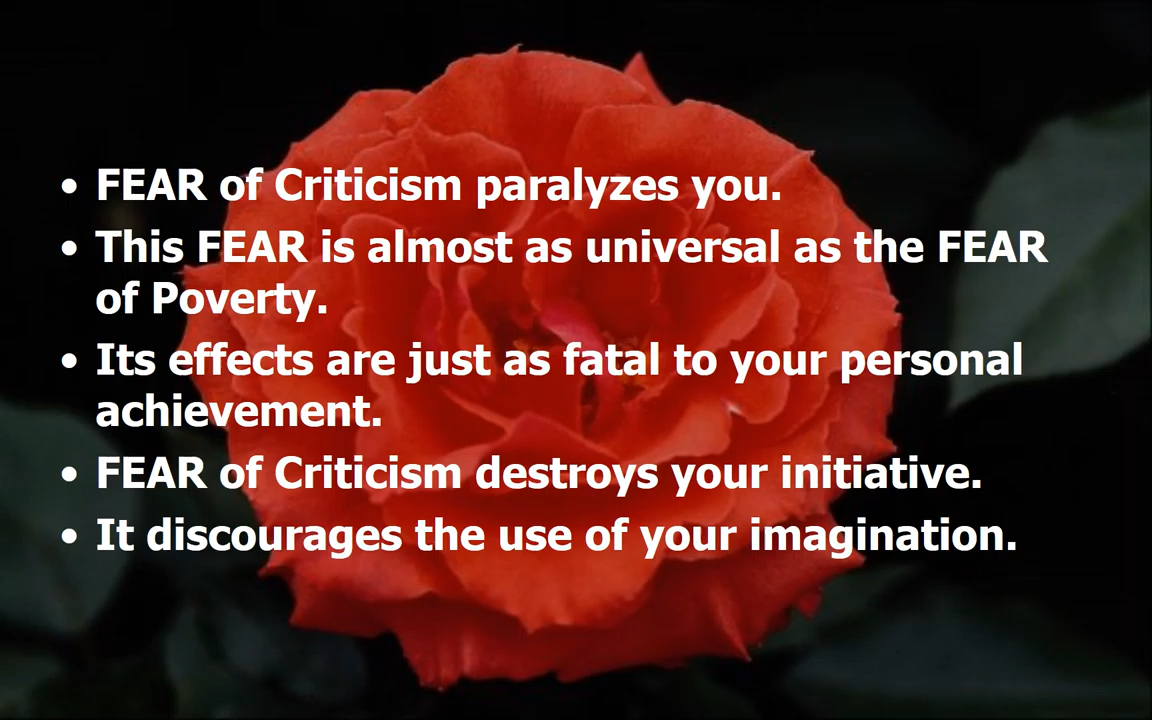 • FEAR of Criticism paralyzes you.
• This FEAR is almost as universal as the FEAR
of Poverty.
• Its effects are just as fatal to your personal
achievement.
• FEAR of Criticism destroys your initiative.
• It discourages the use of your imagination.